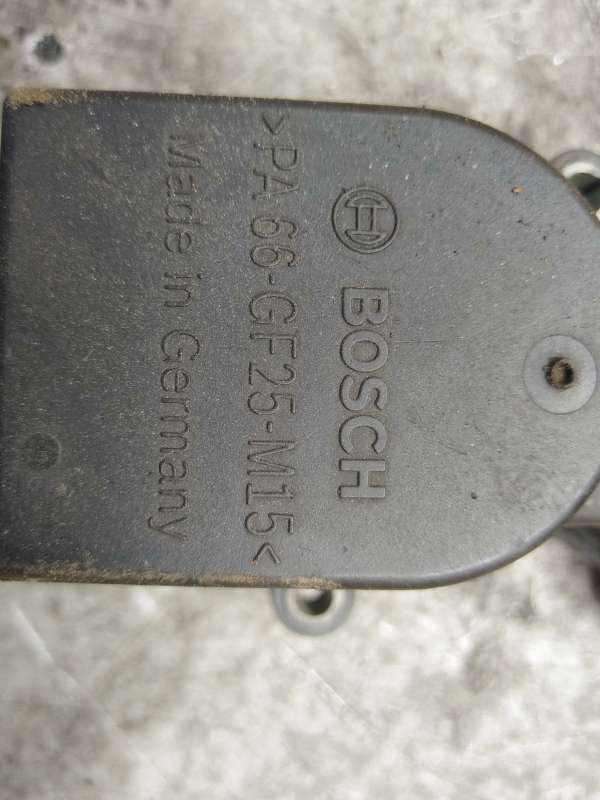 BOSCH
>PA 66-GF25-M15<
Made in Germany